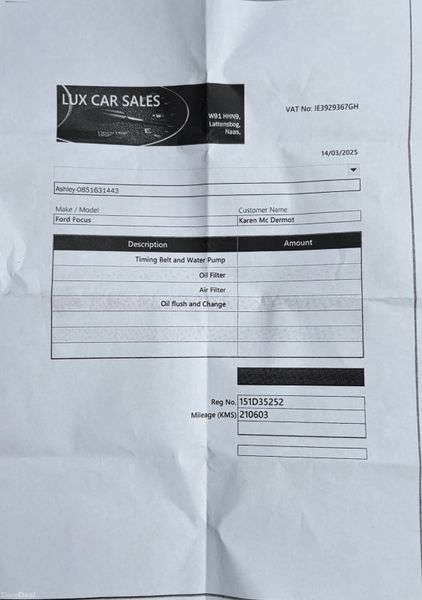 LUX CAR SALES
W91 HHN9,
Lattensbog,
Naas,
VAT No: IE3929367GH
14/03/2025
Ashley-0851631443
Make / Model
Customer Name
Ford Focus
Karen Mc Dermot
Description Amount
Timing Belt and Water Pump
Oil Filter
Air Filter
Oil flush and Change
Reg No. 151D35252
Mileage (KMS) 210603
DoneDeal